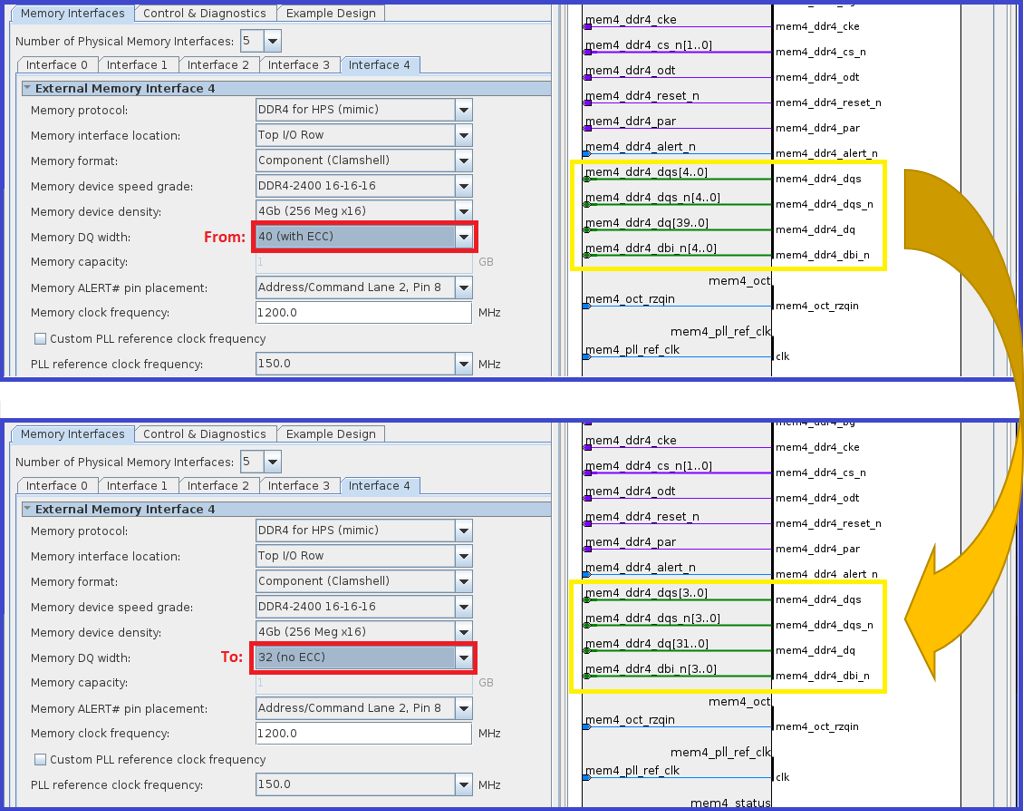 Memory Interfaces Control & Diagnostics Example Design
Number of Physical Memory Interfaces: 5
Interface 0 Interface 1 Interface 2 Interface 3 Interface 4
External Memory Interface 4
Memory protocol: DDR4 for HPS (mimic)
Memory interface location: Top I/O Row
Memory format: Component (Clamshell)
Memory device speed grade: DDR4-2400 16-16-16
Memory device density: 4Gb (256 Meg x16)
Memory DQ width: From: 40 (with ECC)
Memory capacity: 1 GB
Memory ALERT# pin placement: Address/Command Lane 2, Pin 8
Memory clock frequency: 1200.0 MHz
Custom PLL reference clock frequency
PLL reference clock frequency: 150.0 MHz
mem4_ddr4_cke mem4_ddr4_cke
mem4_ddr4_cs_n[1..0] mem4_ddr4_cs_n
mem4_ddr4_odt mem4_ddr4_odt
mem4_ddr4_reset_n mem4_ddr4_reset_n
mem4_ddr4_par mem4_ddr4_par
mem4_ddr4_alert_n mem4_ddr4_alert_n
mem4_ddr4_dqs[4..0] mem4_ddr4_dqs
mem4_ddr4_dqs_n[4..0] mem4_ddr4_dqs_n
mem4_ddr4_dq[39..0] mem4_ddr4_dq
mem4_ddr4_dbi_n[4..0] mem4_ddr4_dbi_n
mem4_oct
mem4_oct_rzqin mem4_oct_rzqin
mem4_pll_ref_clk
mem4_pll_ref_clk clk
Memory Interfaces Control & Diagnostics Example Design
Number of Physical Memory Interfaces: 5
Interface 0 Interface 1 Interface 2 Interface 3 Interface 4
External Memory Interface 4
Memory protocol: DDR4 for HPS (mimic)
Memory interface location: Top I/O Row
Memory format: Component (Clamshell)
Memory device speed grade: DDR4-2400 16-16-16
Memory device density: 4Gb (256 Meg x16)
Memory DQ width: To: 32 (no ECC)
Memory capacity: 1 GB
Memory ALERT# pin placement: Address/Command Lane 2, Pin 8
Memory clock frequency: 1200.0 MHz
Custom PLL reference clock frequency
PLL reference clock frequency: 150.0 MHz
mem4_ddr4_cke mem4_ddr4_cke
mem4_ddr4_cs_n[1..0] mem4_ddr4_cs_n
mem4_ddr4_odt mem4_ddr4_odt
mem4_ddr4_reset_n mem4_ddr4_reset_n
mem4_ddr4_par mem4_ddr4_par
mem4_ddr4_alert_n mem4_ddr4_alert_n
mem4_ddr4_dqs[3..0] mem4_ddr4_dqs
mem4_ddr4_dqs_n[3..0] mem4_ddr4_dqs_n
mem4_ddr4_dq[31..0] mem4_ddr4_dq
mem4_ddr4_dbi_n[3..0] mem4_ddr4_dbi_n
mem4_oct
mem4_oct_rzqin mem4_oct_rzqin
mem4_pll_ref_clk
mem4_pll_ref_clk clk
mem4_status